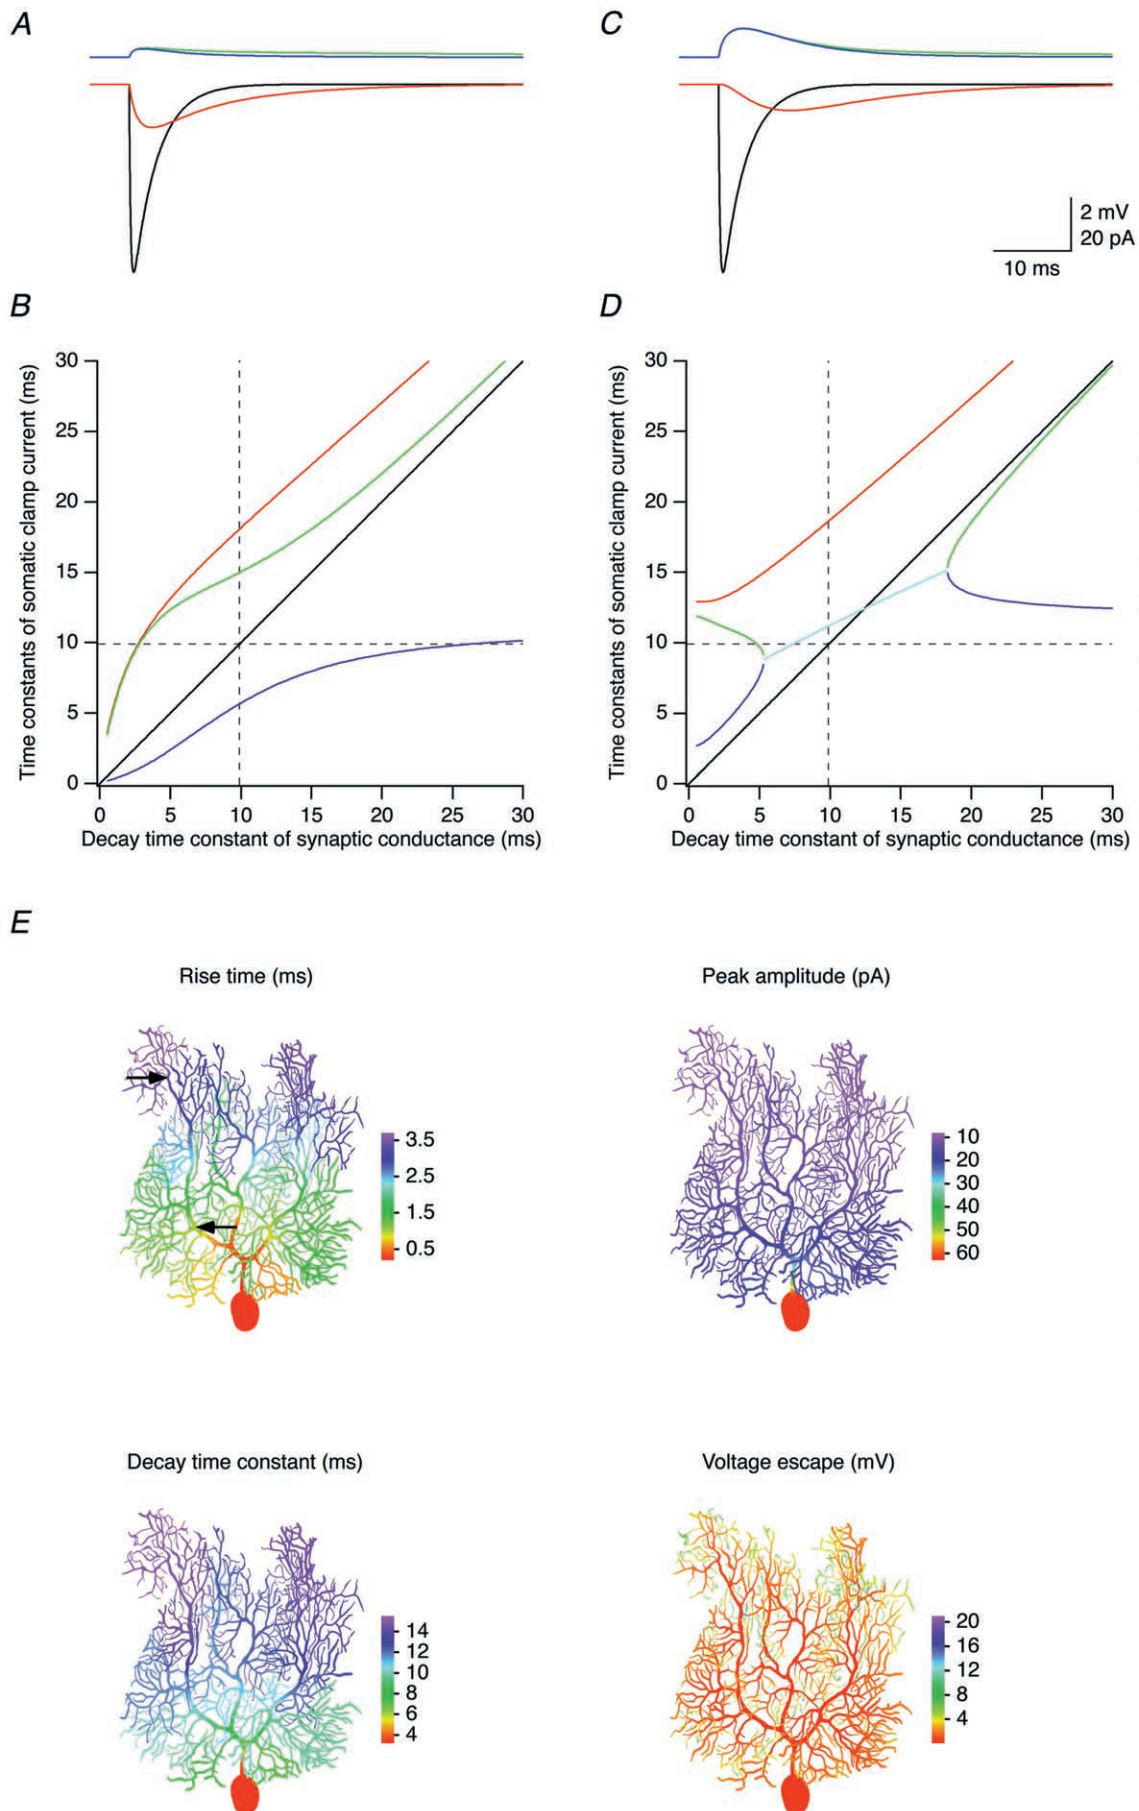 A
C
2 mV
20 pA
10 ms
B
D
Time constants of somatic clamp current (ms)
30
25
20
15
10
5
0
0 5 10 15 20 25 30
Decay time constant of synaptic conductance (ms)
Time constants of somatic clamp current (ms)
30
25
20
15
10
5
0
0 5 10 15 20 25 30
Decay time constant of synaptic conductance (ms)
E
Rise time (ms)
3.5
2.5
1.5
0.5
Peak amplitude (pA)
10
20
30
40
50
60
Decay time constant (ms)
14
12
10
8
6
4
Voltage escape (mV)
20
16
12
8
4